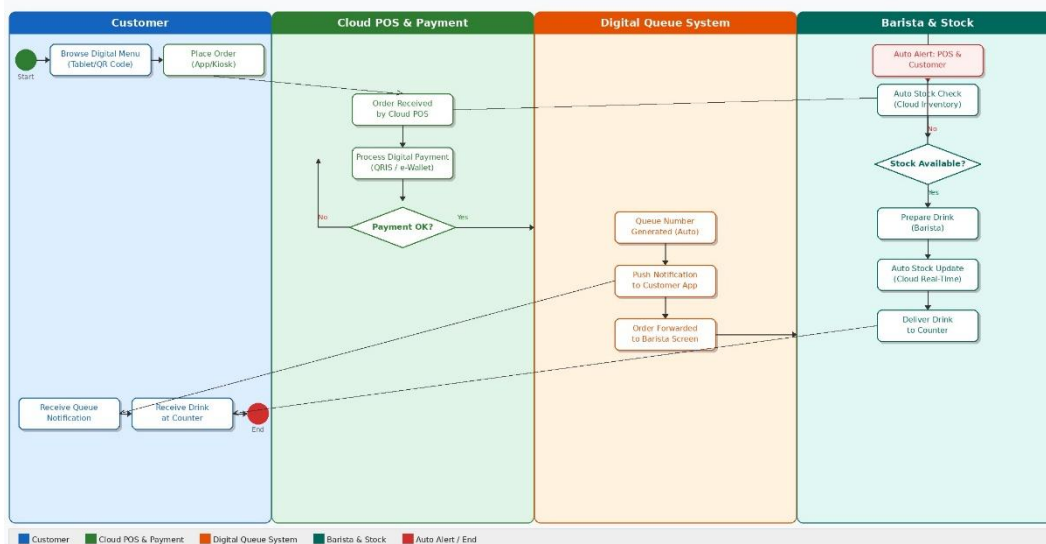 Customer
Cloud POS & Payment
Digital Queue System
Barista & Stock
Start
Browse Digital Menu
(Tablet/QR Code)
Place Order
(App/Kiosk)
Auto Alert: POS &
Customer
Order Received
by Cloud POS
Auto Stock Check
(Cloud Inventory)
No
Process Digital Payment
(QRIS / e-Wallet)
Stock Available?
Yes
No
Payment OK?
Yes
Queue Number
Generated (Auto)
Prepare Drink
(Barista)
Push Notification
to Customer App
Auto Stock Update
(Cloud Real-Time)
Order Forwarded
to Barista Screen
Deliver Drink
to Counter
Receive Queue
Notification
Receive Drink
at Counter
End
Customer
Cloud POS & Payment
Digital Queue System
Barista & Stock
Auto Alert / End